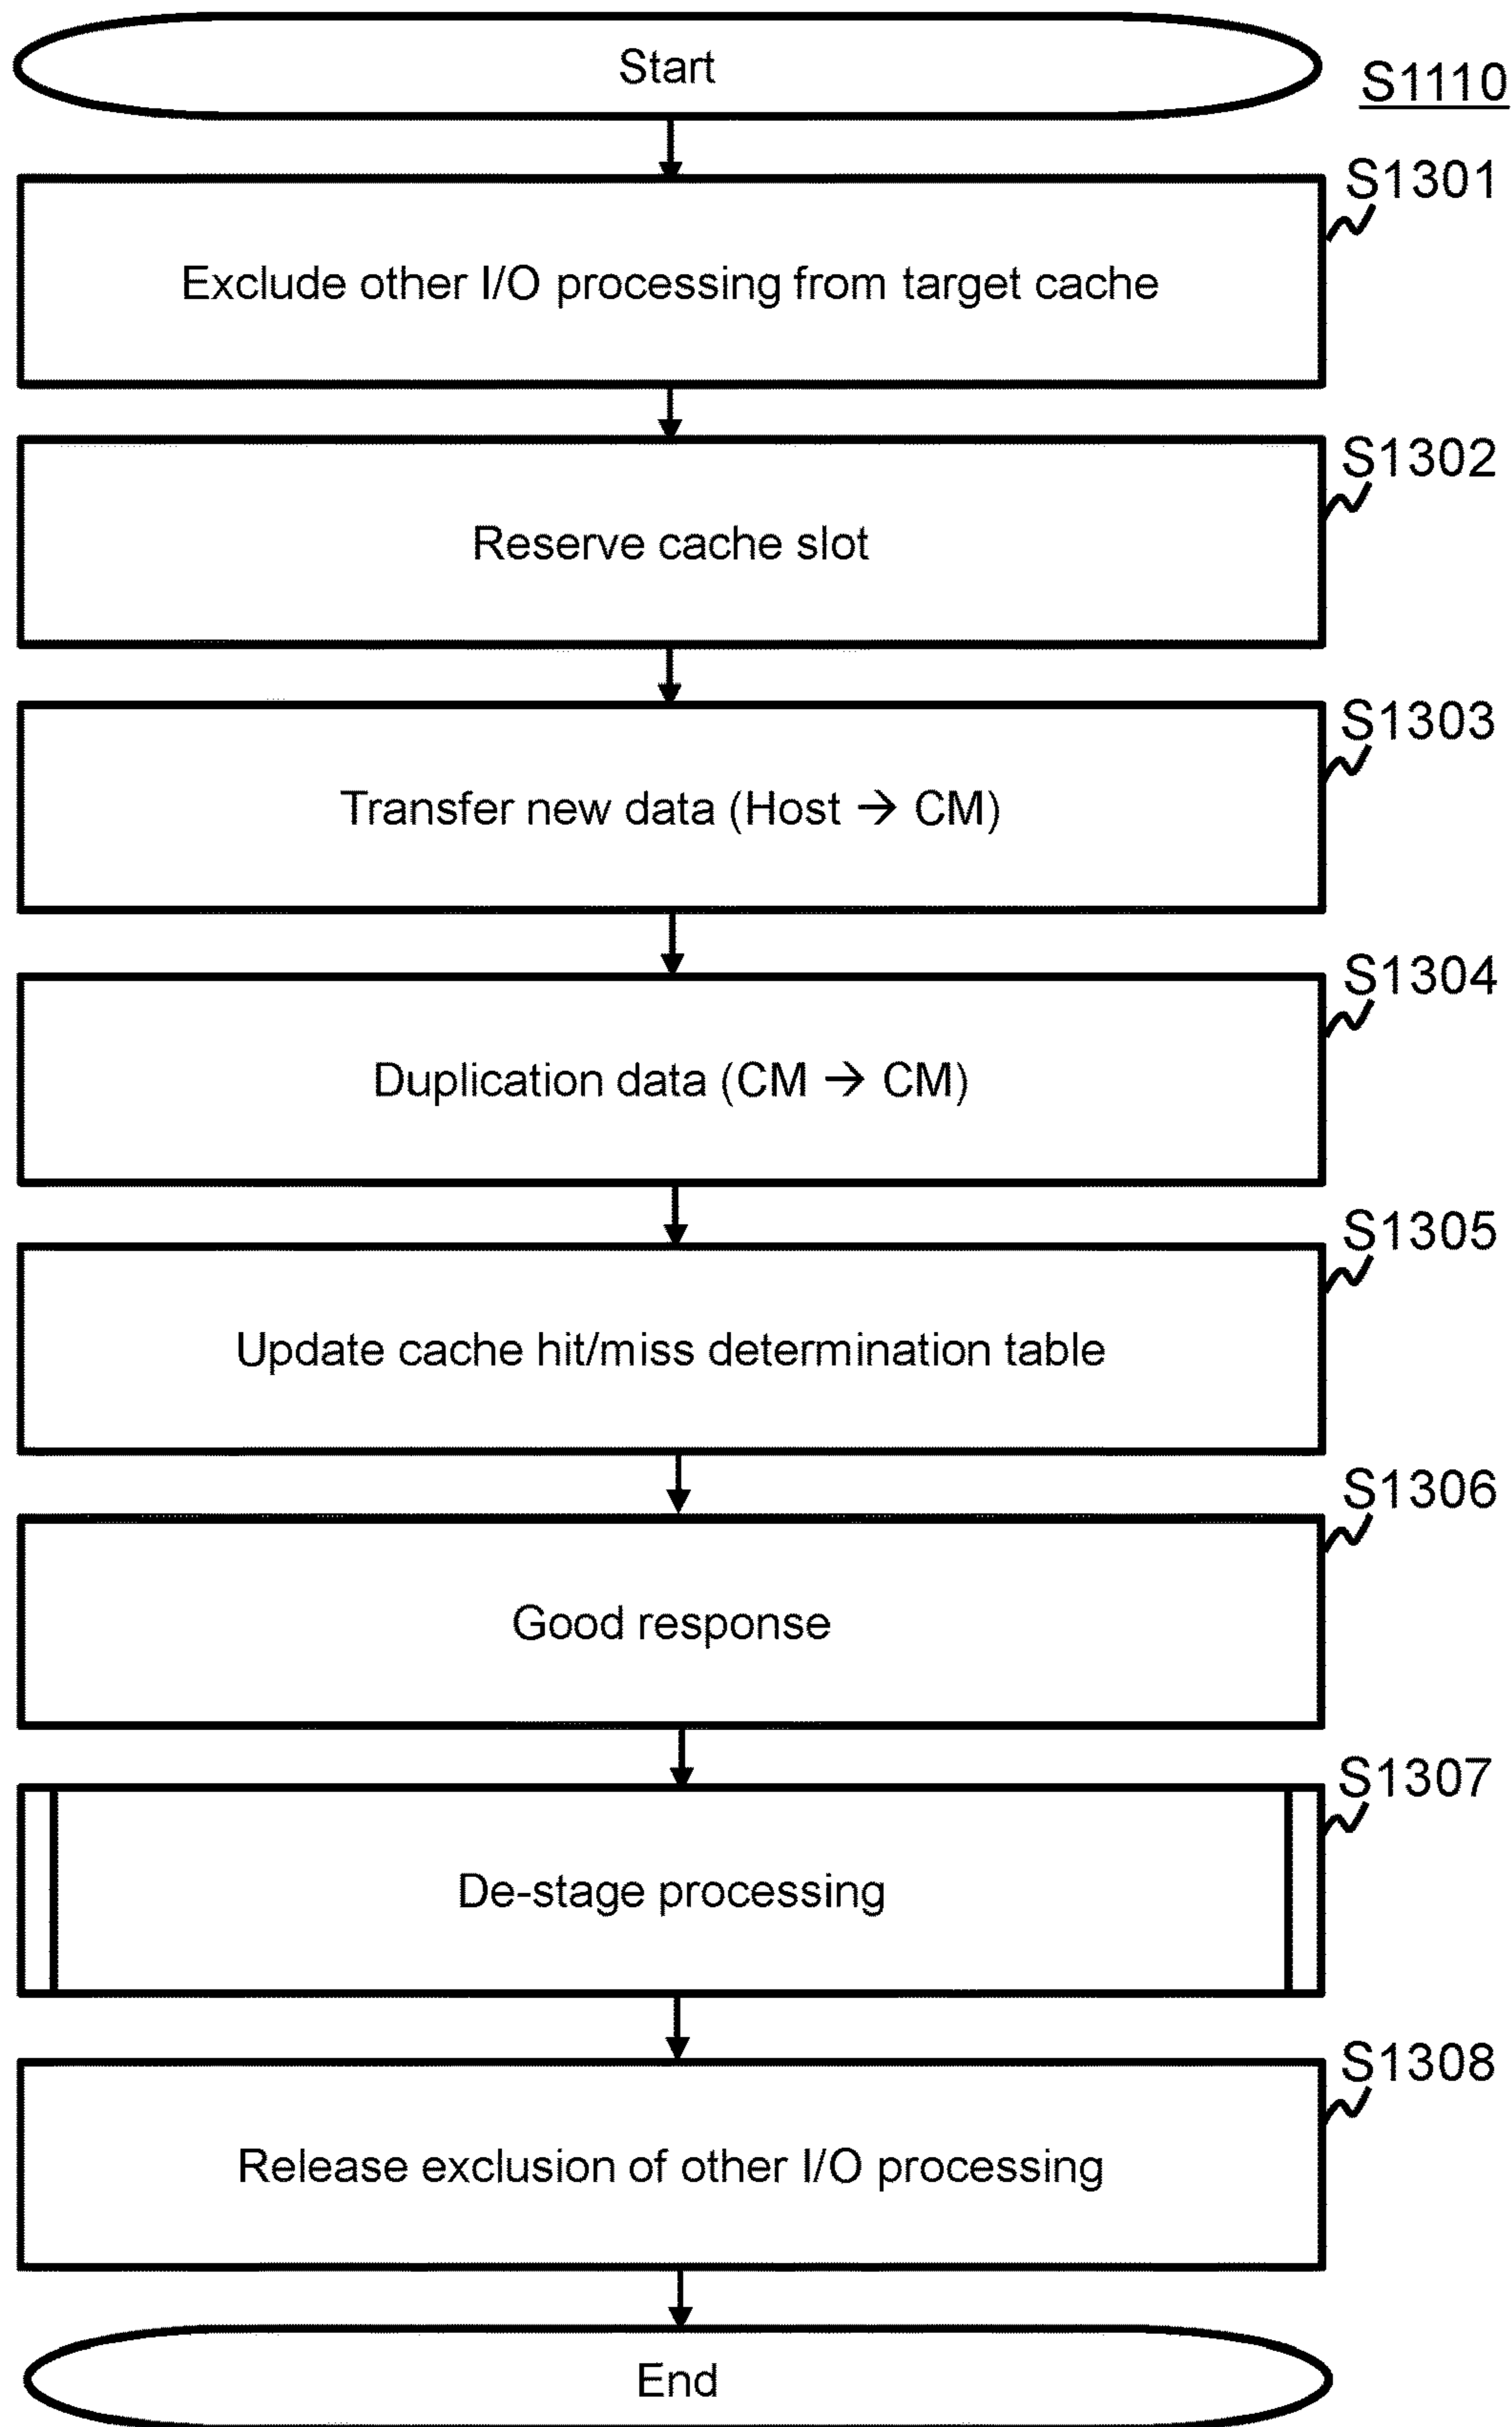 Start
S1110
S1301
Exclude other I/O processing from target cache
S1302
Reserve cache slot
S1303
Transfer new data (Host → CM)
S1304
Duplication data (CM → CM)
S1305
Update cache hit/miss determination table
S1306
Good response
S1307
De-stage processing
S1308
Release exclusion of other I/O processing
End